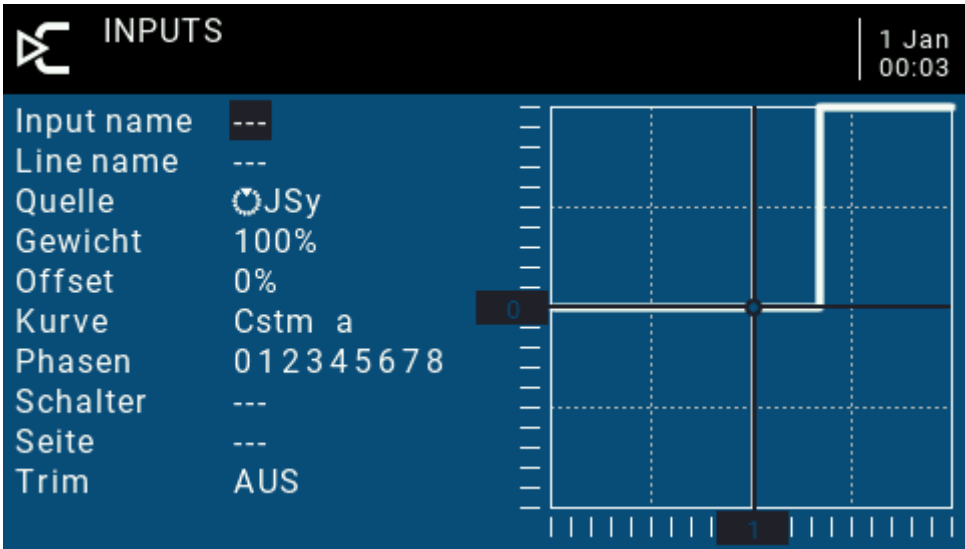 INPUTS
1 Jan
00:03
Input name ---
Line name ---
Quelle JSy
Gewicht 100%
Offset 0%
Kurve Cstm a
Phasen 012345678
Schalter ---
Seite ---
Trim AUS
0
1